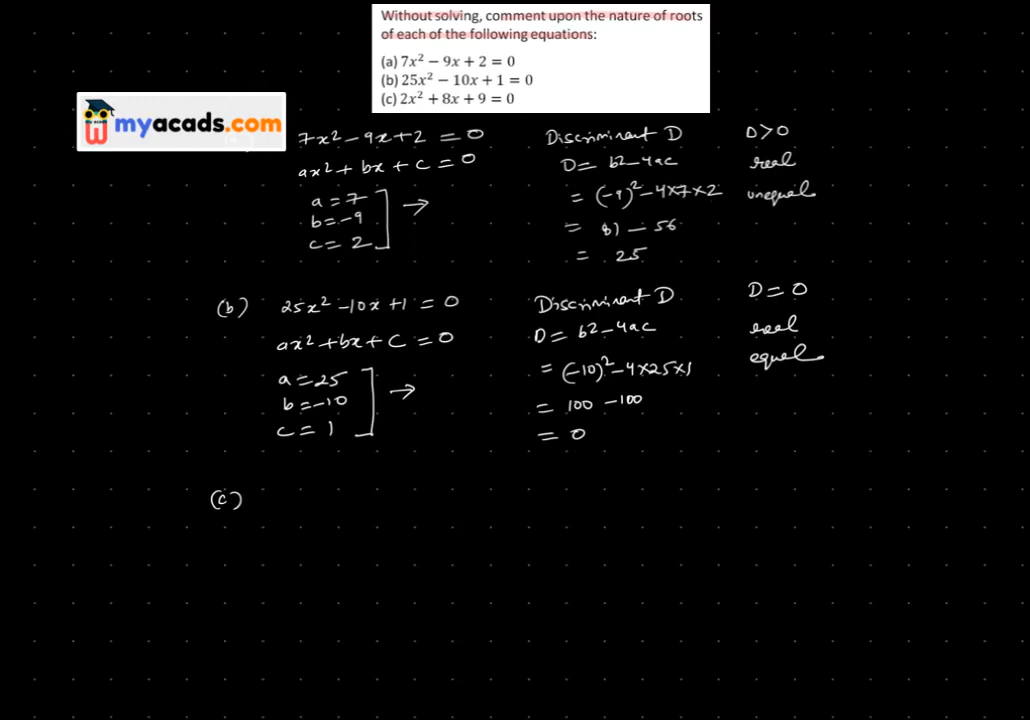 Without solving, comment upon the nature of roots
of each of the following equations:
(a) 7x² − 9x + 2 = 0
(b) 25x² − 10x + 1 = 0
(c) 2x² + 8x + 9 = 0
my acads
myacads.com
7x² − 9x + 2 = 0
ax² + bx + c = 0
a = 7
b = −9
c = 2
→
Discriminant D
D = b² − 4ac
= (−9)² − 4×7×2
= 81 − 56
= 25
D > 0
real
unequal
(b) 25x² − 10x + 1 = 0
ax² + bx + c = 0
a = 25
b = −10
c = 1
→
Discriminant D
D = b² − 4ac
= (−10)² − 4×25×1
= 100 − 100
= 0
D = 0
real
equal
(c)